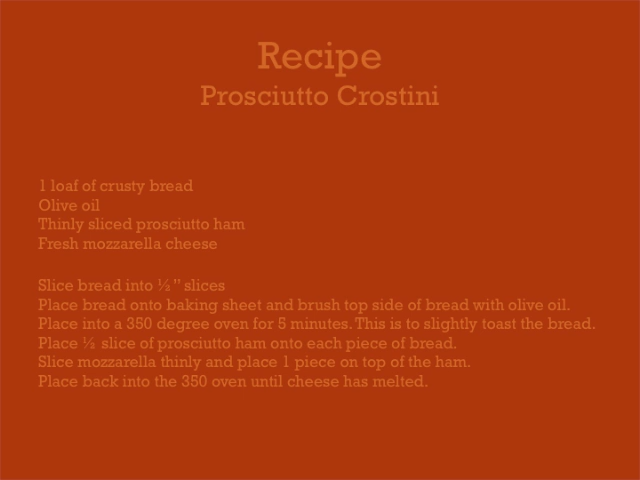 Recipe
Prosciutto Crostini
1 loaf of crusty bread
Olive oil
Thinly sliced prosciutto ham
Fresh mozzarella cheese
Slice bread into ½" slices
Place bread onto baking sheet and brush top side of bread with olive oil.
Place into a 350 degree oven for 5 minutes. This is to slightly toast the bread.
Place ½ slice of prosciutto ham onto each piece of bread.
Slice mozzarella thinly and place 1 piece on top of the ham.
Place back into the 350 oven until cheese has melted.